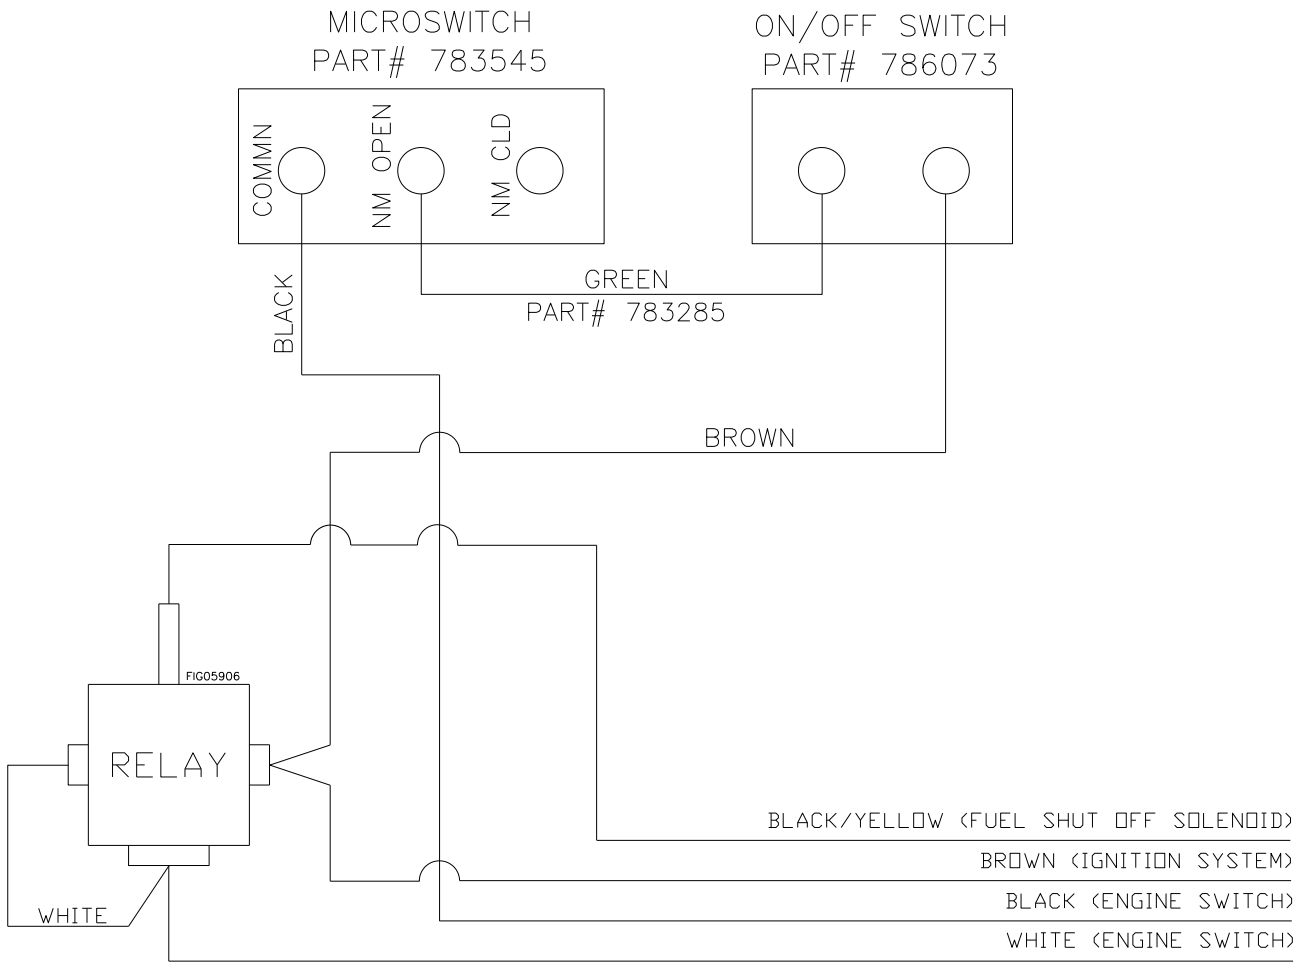 MICROSWITCH
PART# 783545
ON/OFF SWITCH
PART# 786073
COMMN
NM OPEN
NM CLD
BLACK
GREEN
PART# 783285
BROWN
FIG05906
RELAY
WHITE
BLACK/YELLOW (FUEL SHUT OFF SOLENOID)
BROWN (IGNITION SYSTEM)
BLACK (ENGINE SWITCH)
WHITE (ENGINE SWITCH)